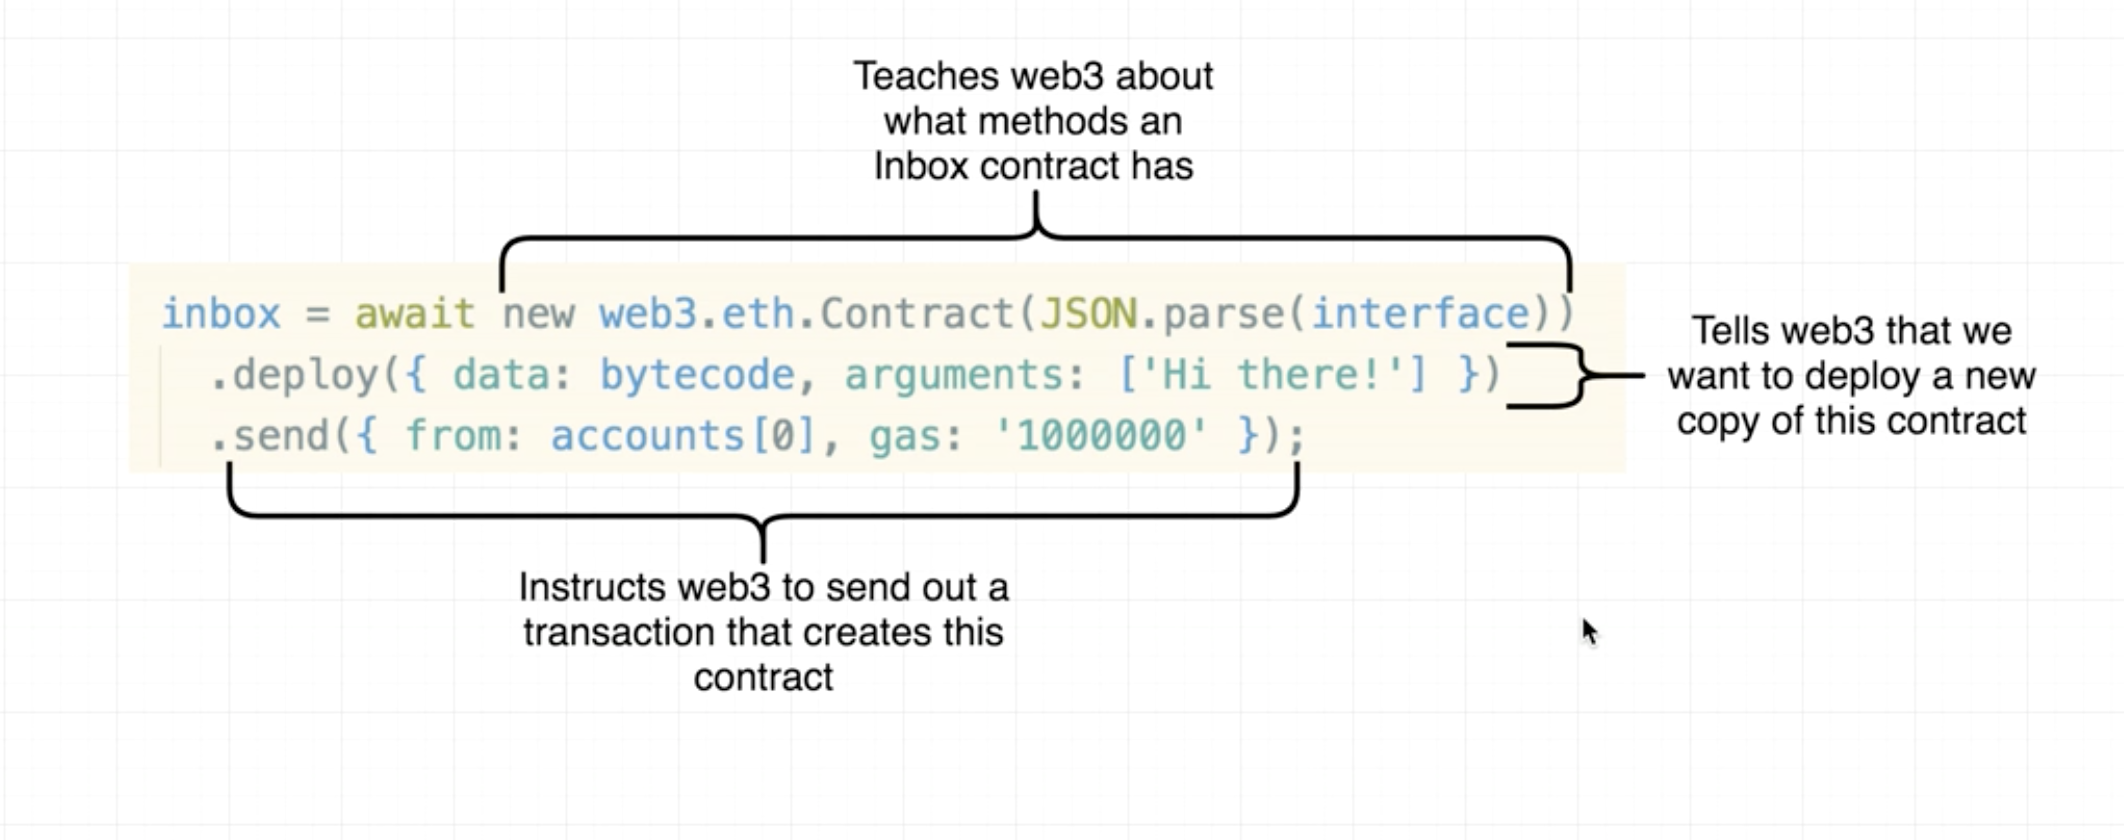 Teaches web3 about
what methods an
Inbox contract has
inbox = await new web3.eth.Contract(JSON.parse(interface))
.deploy({ data: bytecode, arguments: ['Hi there!'] })
.send({ from: accounts[0], gas: '1000000' });
Tells web3 that we
want to deploy a new
copy of this contract
Instructs web3 to send out a
transaction that creates this
contract